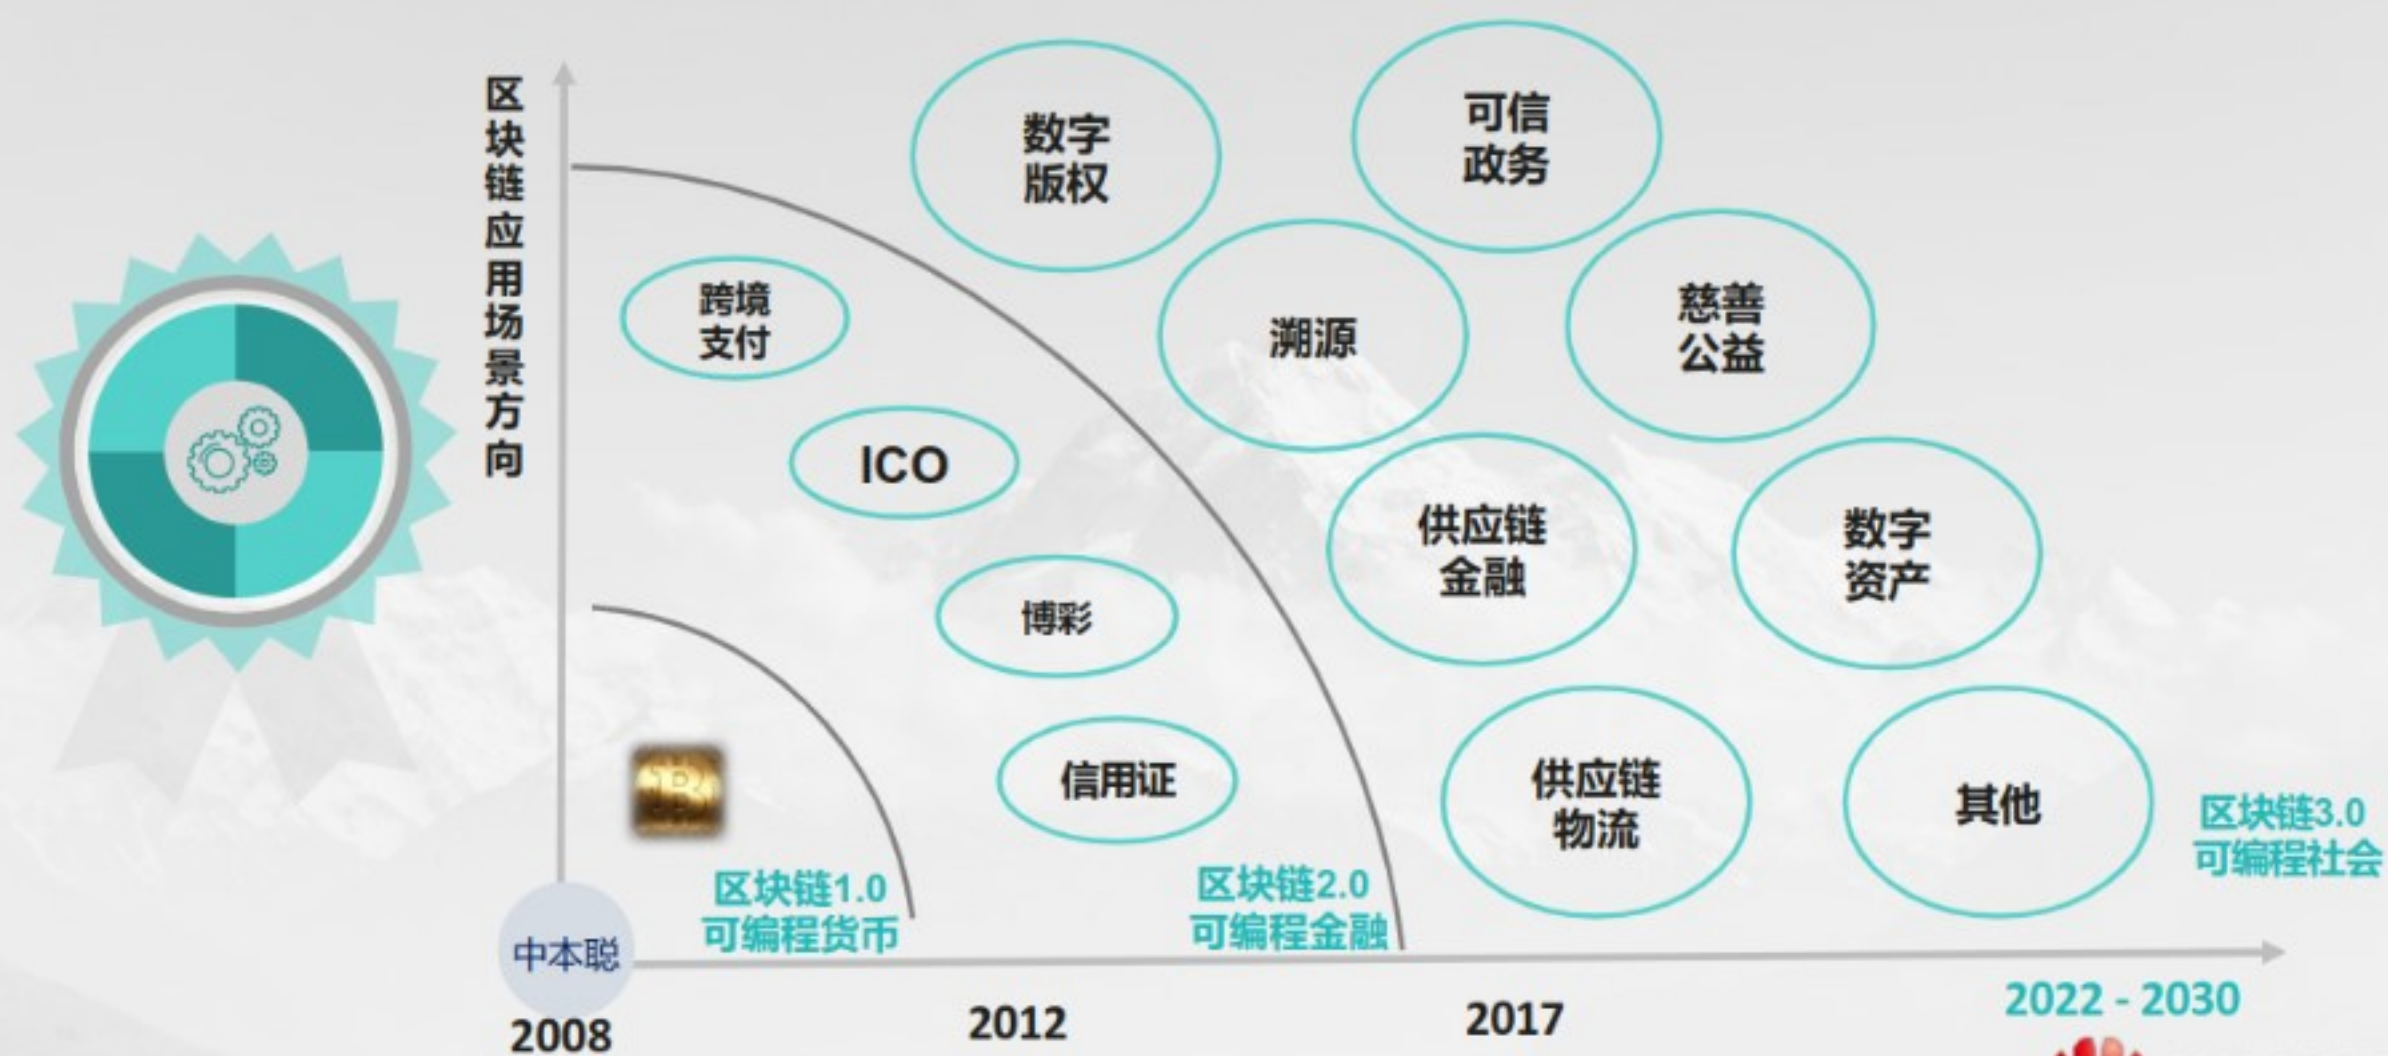 区块链应用场景方向
数字
版权
可信
政务
跨境
支付
溯源
慈善
公益
ICO
供应链
金融
数字
资产
博彩
信用证
供应链
物流
其他
区块链1.0
可编程货币
区块链2.0
可编程金融
区块链3.0
可编程社会
中本聪
2008
2012
2017
2022 - 2030